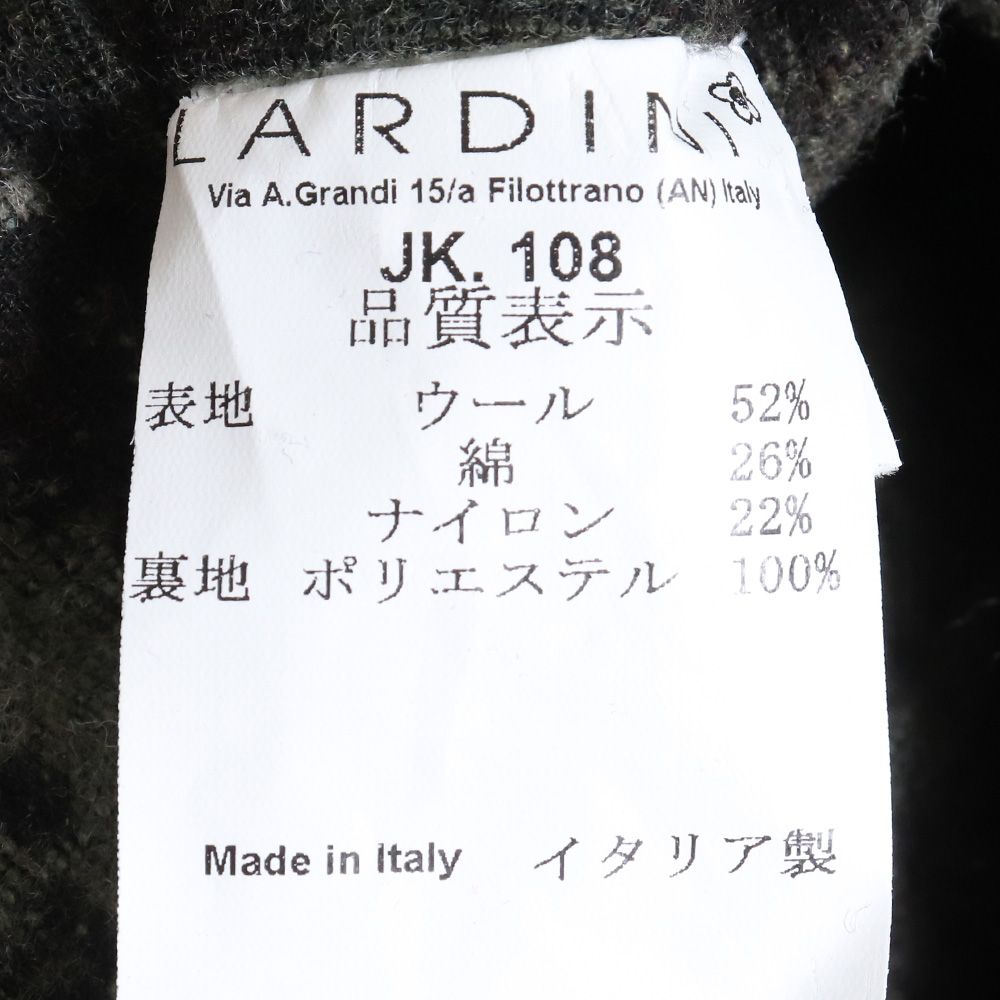 LARDINI
Via A.Grandi 15/a Filottrano (AN) Italy
JK. 108
品質表示
表地 ウール 52%
綿 26%
ナイロン 22%
裏地 ポリエステル 100%
Made in Italy イタリア製